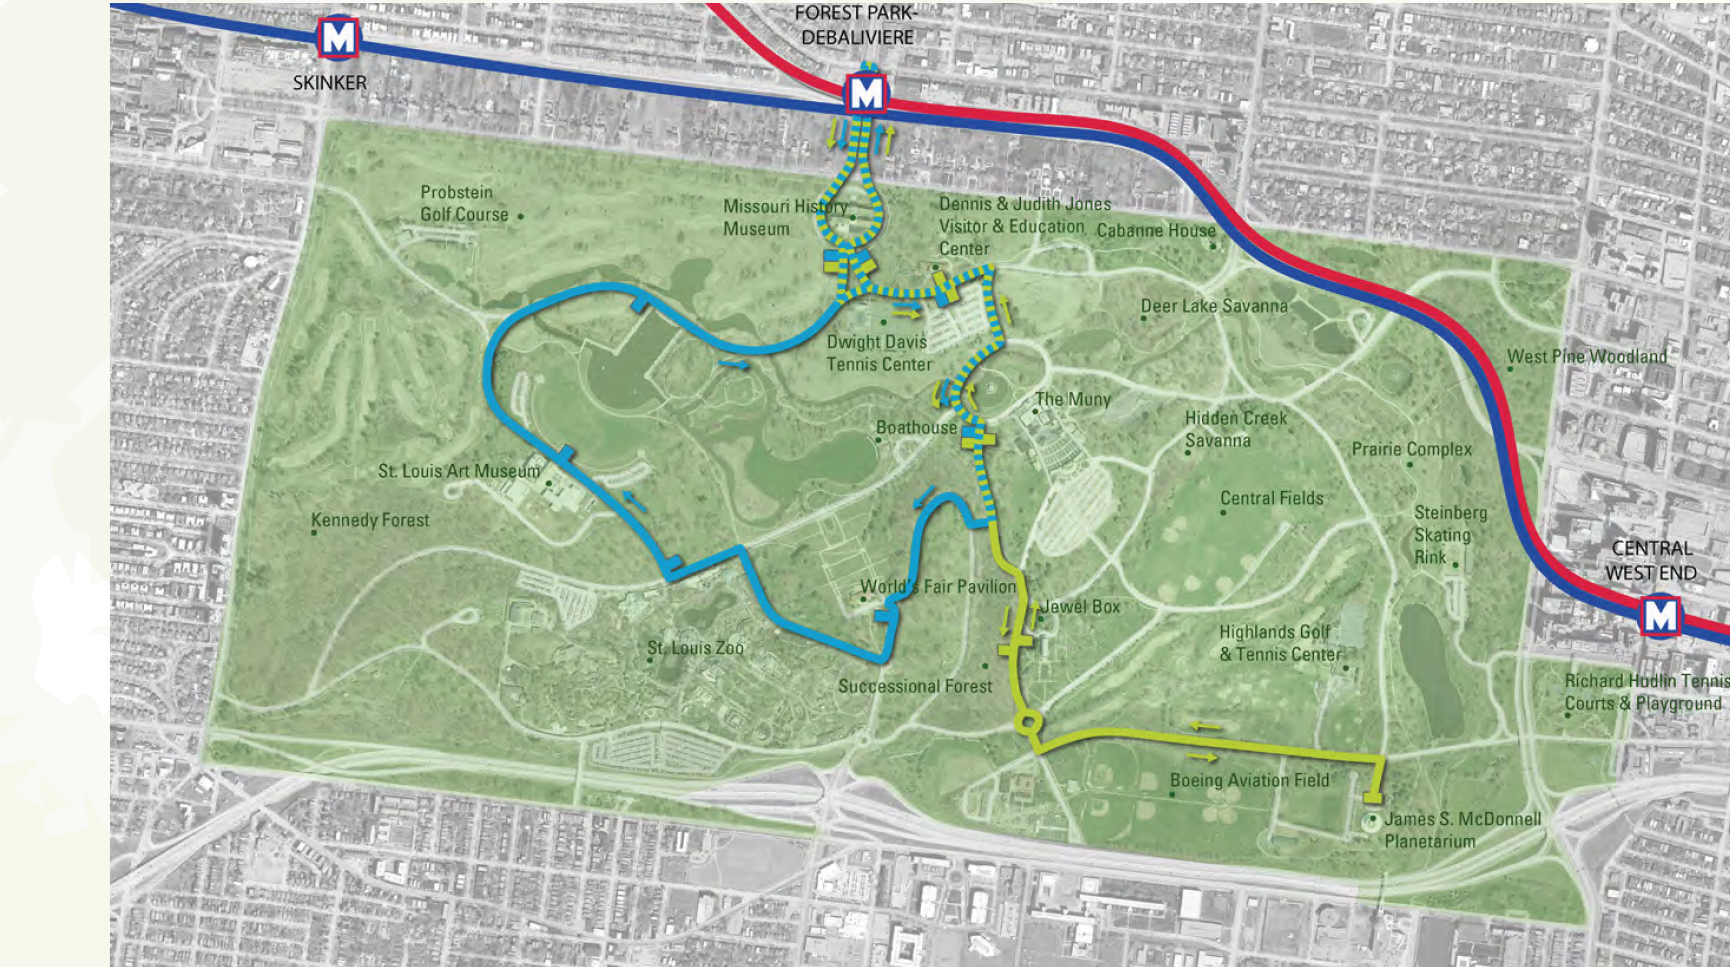 FOREST PARK-
DEBALIVIERE
M
SKINKER
M
Probstein
Golf Course
Missouri History
Museum
Dennis & Judith Jones
Visitor & Education
Center
Cabanne House
Deer Lake Savanna
Dwight Davis
Tennis Center
West Pine Woodland
The Muny
Boathouse
Hidden Creek
Savanna
Prairie Complex
St. Louis Art Museum
Central Fields
Kennedy Forest
Steinberg
Skating
Rink
CENTRAL
WEST END
M
World's Fair Pavilion
Jewel Box
Highlands Golf
& Tennis Center
St. Louis Zoo
Successional Forest
Richard Hudlin Tennis
Courts & Playground
Boeing Aviation Field
James S. McDonnell
Planetarium